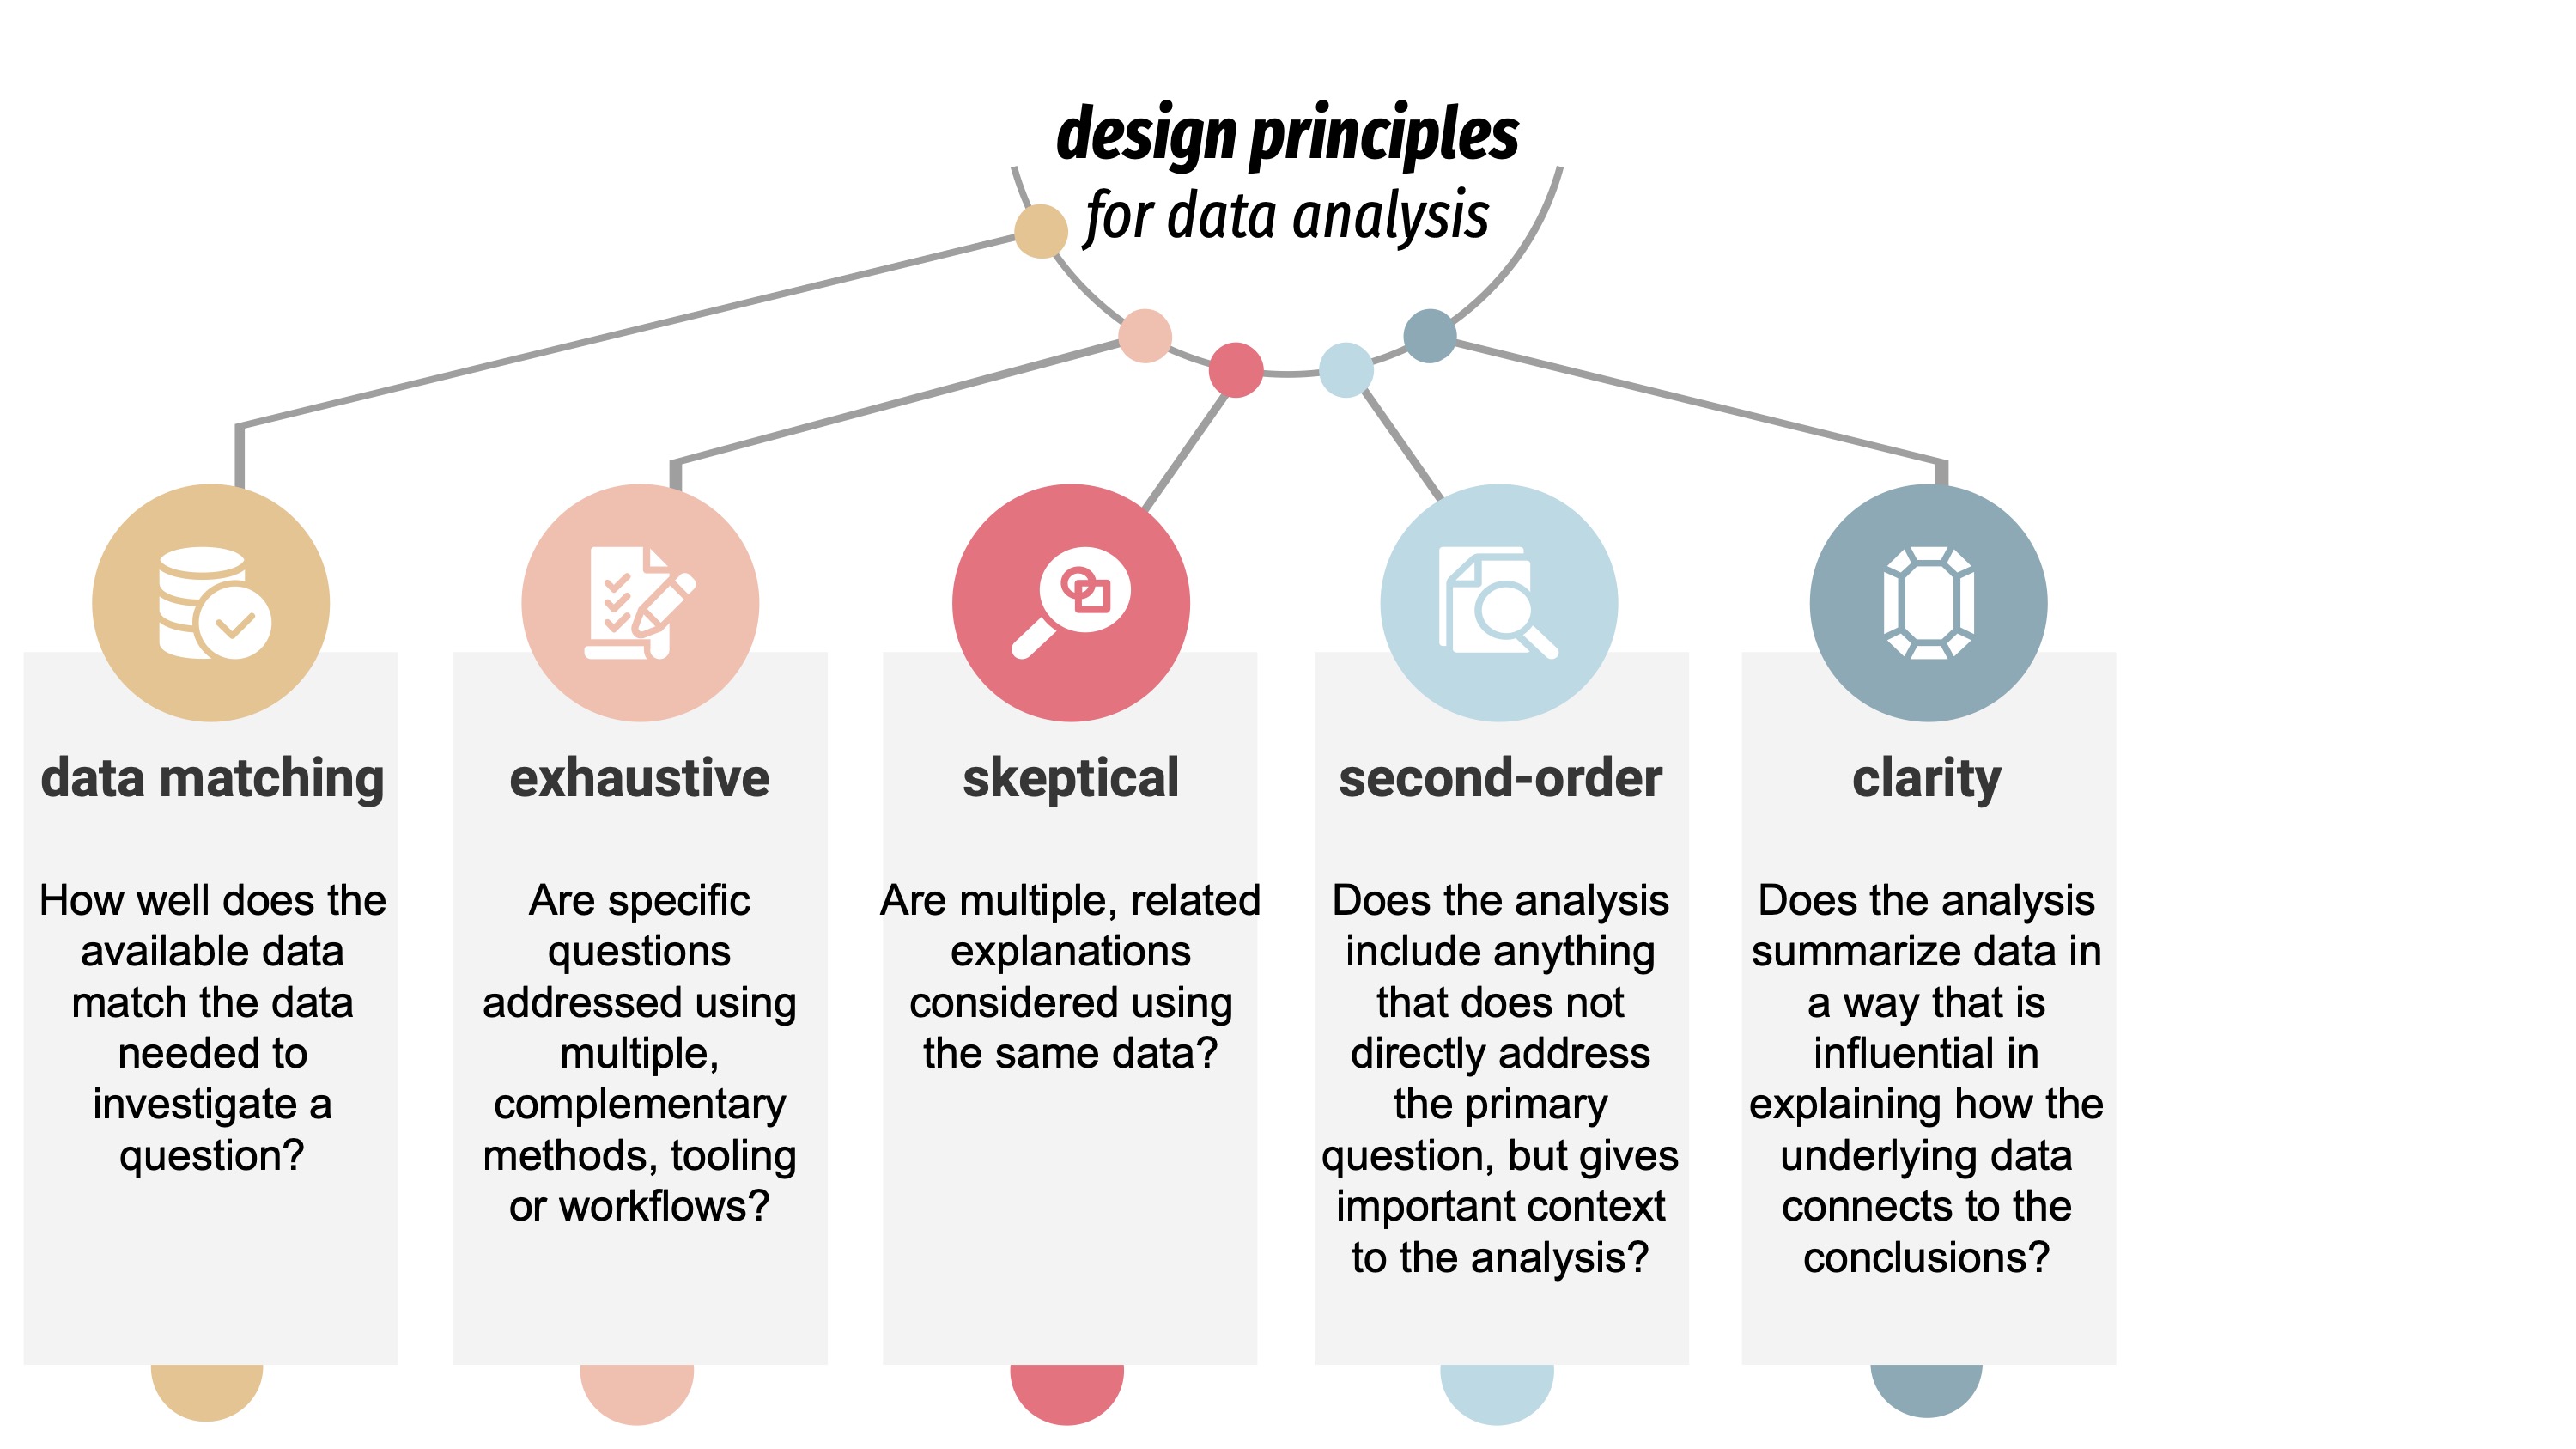 design principles
for data analysis
data matching
How well does the
available data
match the data
needed to
investigate a
question?
exhaustive
Are specific
questions
addressed using
multiple,
complementary
methods, tooling
or workflows?
skeptical
Are multiple, related
explanations
considered using
the same data?
second-order
Does the analysis
include anything
that does not
directly address
the primary
question, but gives
important context
to the analysis?
clarity
Does the analysis
summarize data in
a way that is
influential in
explaining how the
underlying data
connects to the
conclusions?